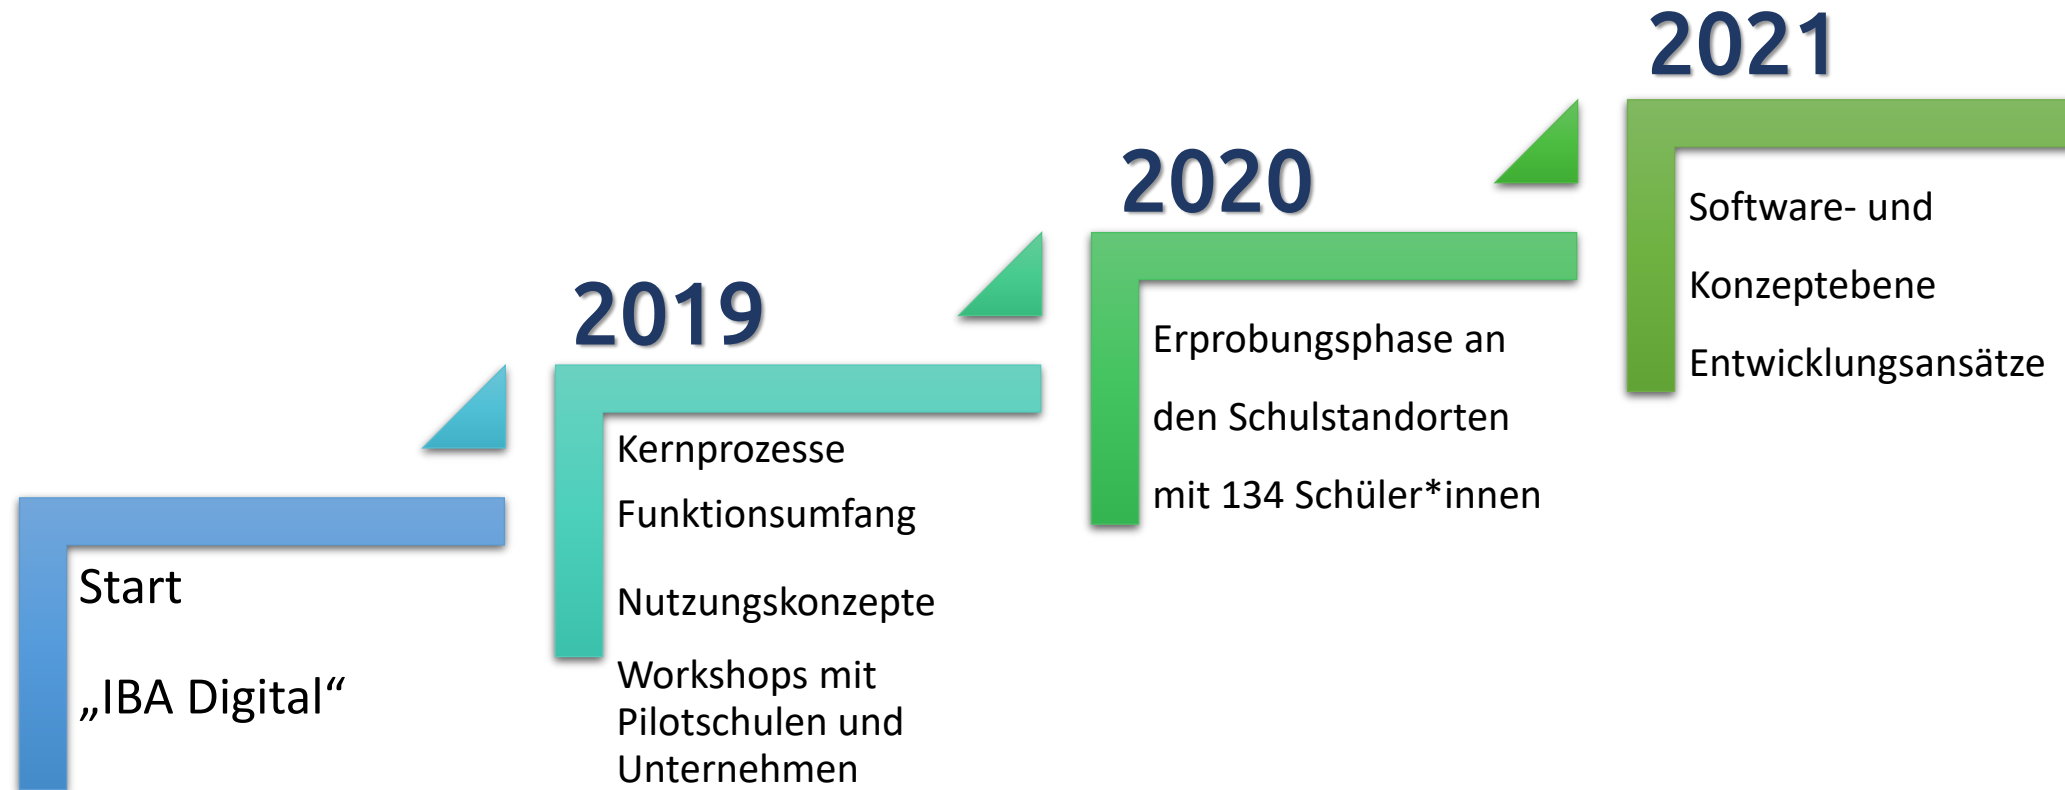 Start
„IBA Digital“
2019
Kernprozesse
Funktionsumfang
Nutzungskonzepte
Workshops mit
Pilotschulen und
Unternehmen
2020
Erprobungsphase an
den Schulstandorten
mit 134 Schüler*innen
2021
Software- und
Konzeptebene
Entwicklungsansätze